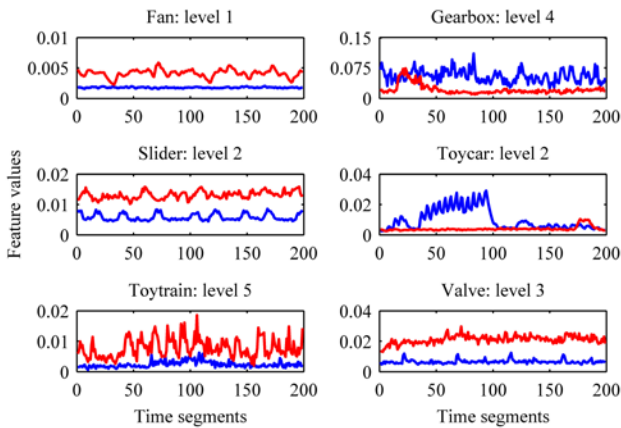 Fan: level 1
0.01
0.005
0
0 50 100 150 200
Gearbox: level 4
0.15
0.075
0
0 50 100 150 200
Slider: level 2
0.02
0.01
0
0 50 100 150 200
Toycar: level 2
0.04
0.02
0
0 50 100 150 200
Toytrain: level 5
0.02
0.01
0
0 50 100 150 200
Valve: level 3
0.04
0.02
0
0 50 100 150 200
Feature values
Time segments
Time segments